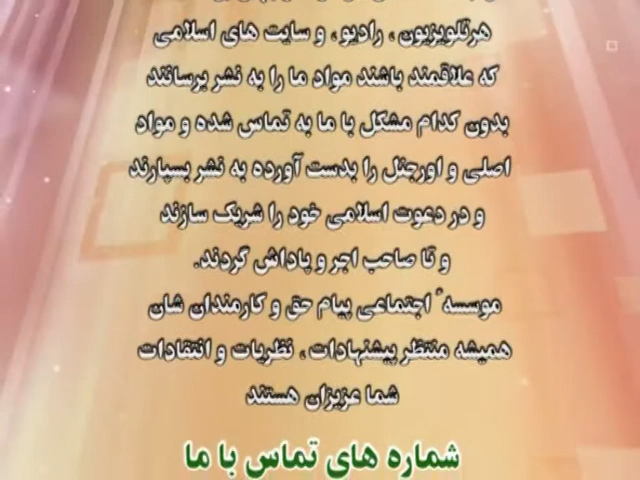 هرتلویزیون ، رادیو، و سایت های اسلامی
که علاقمند باشند مواد ما را به نشر برسانند
بدون کدام مشکل با ما به تماس شده و مواد
اصلی و اورجنل را بدست آورده به نشر بسپارند
و در دعوت اسلامی خود را شریک سازند
و تا صاحب اجر و پاداش گردند.
موسسهٔ اجتماعی پیام حق و کارمندان شان
همیشه منتظر پیشنهادات ، نظریات و انتقادات
شما عزیزان هستند
شماره های تماس با ما